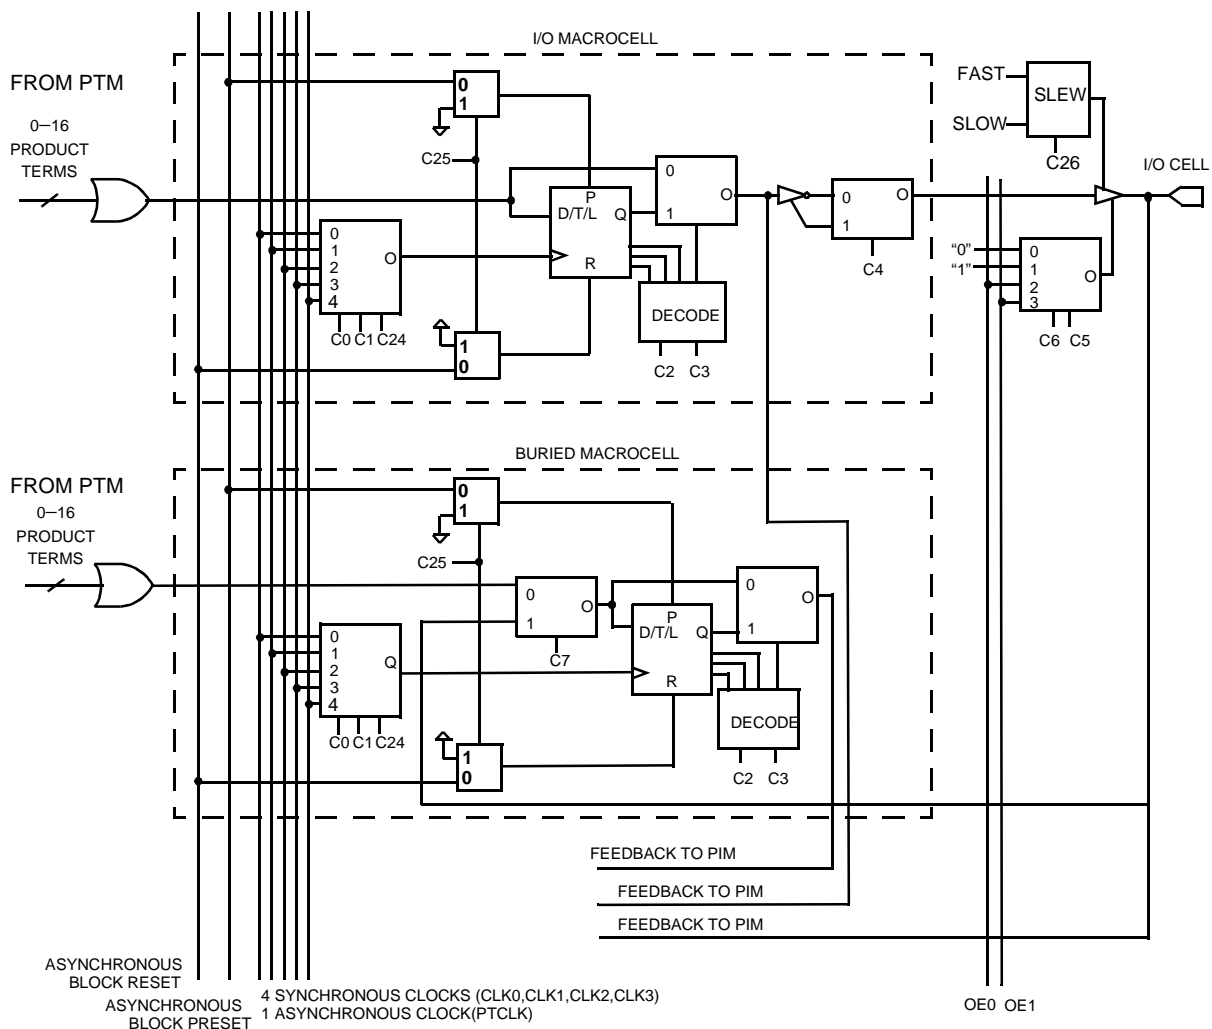 I/O MACROCELL
FROM PTM
0–16
PRODUCT
TERMS
0
1
C25
P
D/T/L
Q
R
0
1
O
0
1
2
3
4
O
C0 C1 C24
1
0
DECODE
C2 C3
0
1
O
C4
FAST
SLOW
SLEW
C26
I/O CELL
"0"
"1"
0
1
2
3
O
C6 C5
BURIED MACROCELL
FROM PTM
0–16
PRODUCT
TERMS
0
1
C25
0
1
O
C7
P
D/T/L
Q
R
0
1
O
0
1
2
3
4
Q
C0 C1 C24
1
0
DECODE
C2 C3
FEEDBACK TO PIM
FEEDBACK TO PIM
FEEDBACK TO PIM
ASYNCHRONOUS
BLOCK RESET
ASYNCHRONOUS
BLOCK PRESET
4 SYNCHRONOUS CLOCKS (CLK0,CLK1,CLK2,CLK3)
1 ASYNCHRONOUS CLOCK(PTCLK)
OE0 OE1